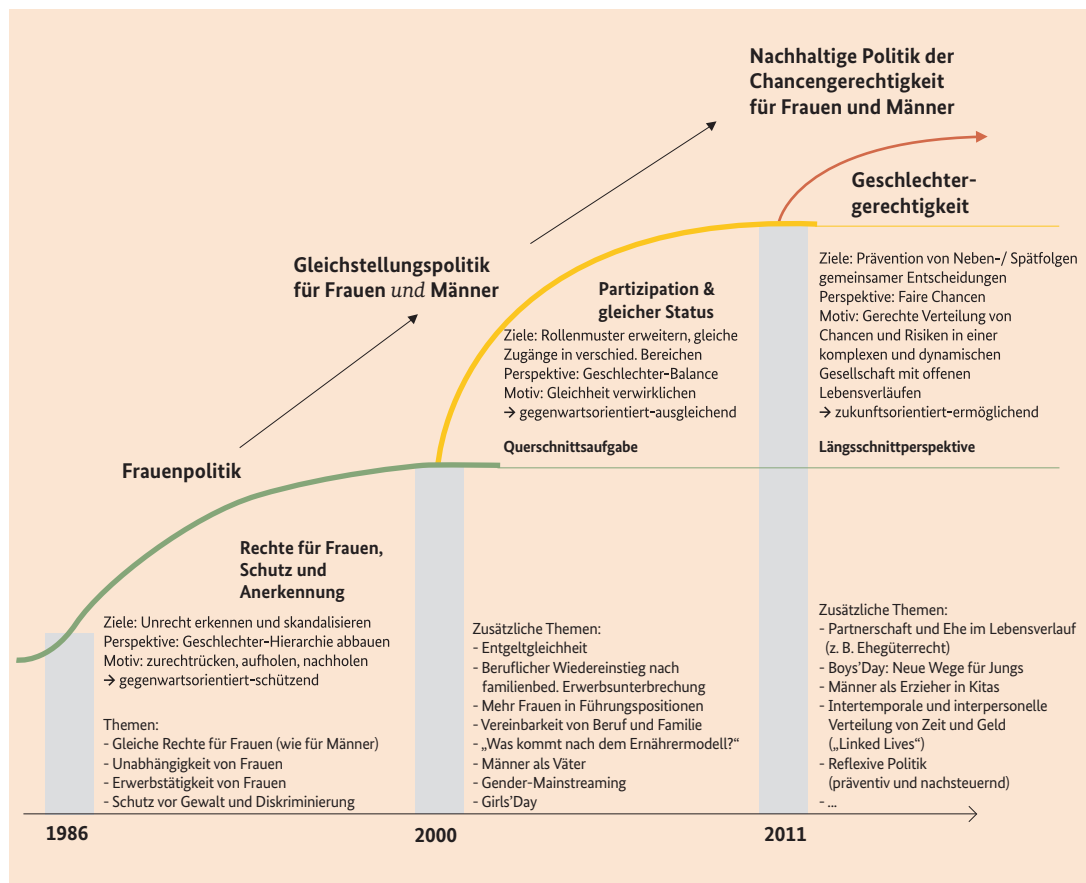 Nachhaltige Politik der
Chancengerechtigkeit
für Frauen und Männer
Geschlechter-
gerechtigkeit
Ziele: Prävention von Neben-/ Spätfolgen
gemeinsamer Entscheidungen
Perspektive: Faire Chancen
Motiv: Gerechte Verteilung von
Chancen und Risiken in einer
komplexen und dynamischen
Gesellschaft mit offenen
Lebensverläufen
→ zukunftsorientiert-ermöglichend
Längsschnittperspektive
Gleichstellungspolitik
für Frauen und Männer
Partizipation &
gleicher Status
Ziele: Rollenmuster erweitern, gleiche
Zugänge in verschied. Bereichen
Perspektive: Geschlechter-Balance
Motiv: Gleichheit verwirklichen
→ gegenwartsorientiert-ausgleichend
Querschnittsaufgabe
Frauenpolitik
Rechte für Frauen,
Schutz und
Anerkennung
Ziele: Unrecht erkennen und skandalisieren
Perspektive: Geschlechter-Hierarchie abbauen
Motiv: zurechtrücken, aufholen, nachholen
→ gegenwartsorientiert-schützend
Themen:
- Gleiche Rechte für Frauen (wie für Männer)
- Unabhängigkeit von Frauen
- Erwerbstätigkeit von Frauen
- Schutz vor Gewalt und Diskriminierung
Zusätzliche Themen:
- Entgeltgleichheit
- Beruflicher Wiedereinstieg nach
familienbed. Erwerbsunterbrechung
- Mehr Frauen in Führungspositionen
- Vereinbarkeit von Beruf und Familie
- „Was kommt nach dem Ernährermodell?“
- Männer als Väter
- Gender-Mainstreaming
- Girls’Day
Zusätzliche Themen:
- Partnerschaft und Ehe im Lebensverlauf
(z. B. Ehegüterrecht)
- Boys’Day: Neue Wege für Jungs
- Männer als Erzieher in Kitas
- Intertemporale und interpersonelle
Verteilung von Zeit und Geld
(„Linked Lives“)
- Reflexive Politik
(präventiv und nachsteuernd)
- ...
1986
2000
2011